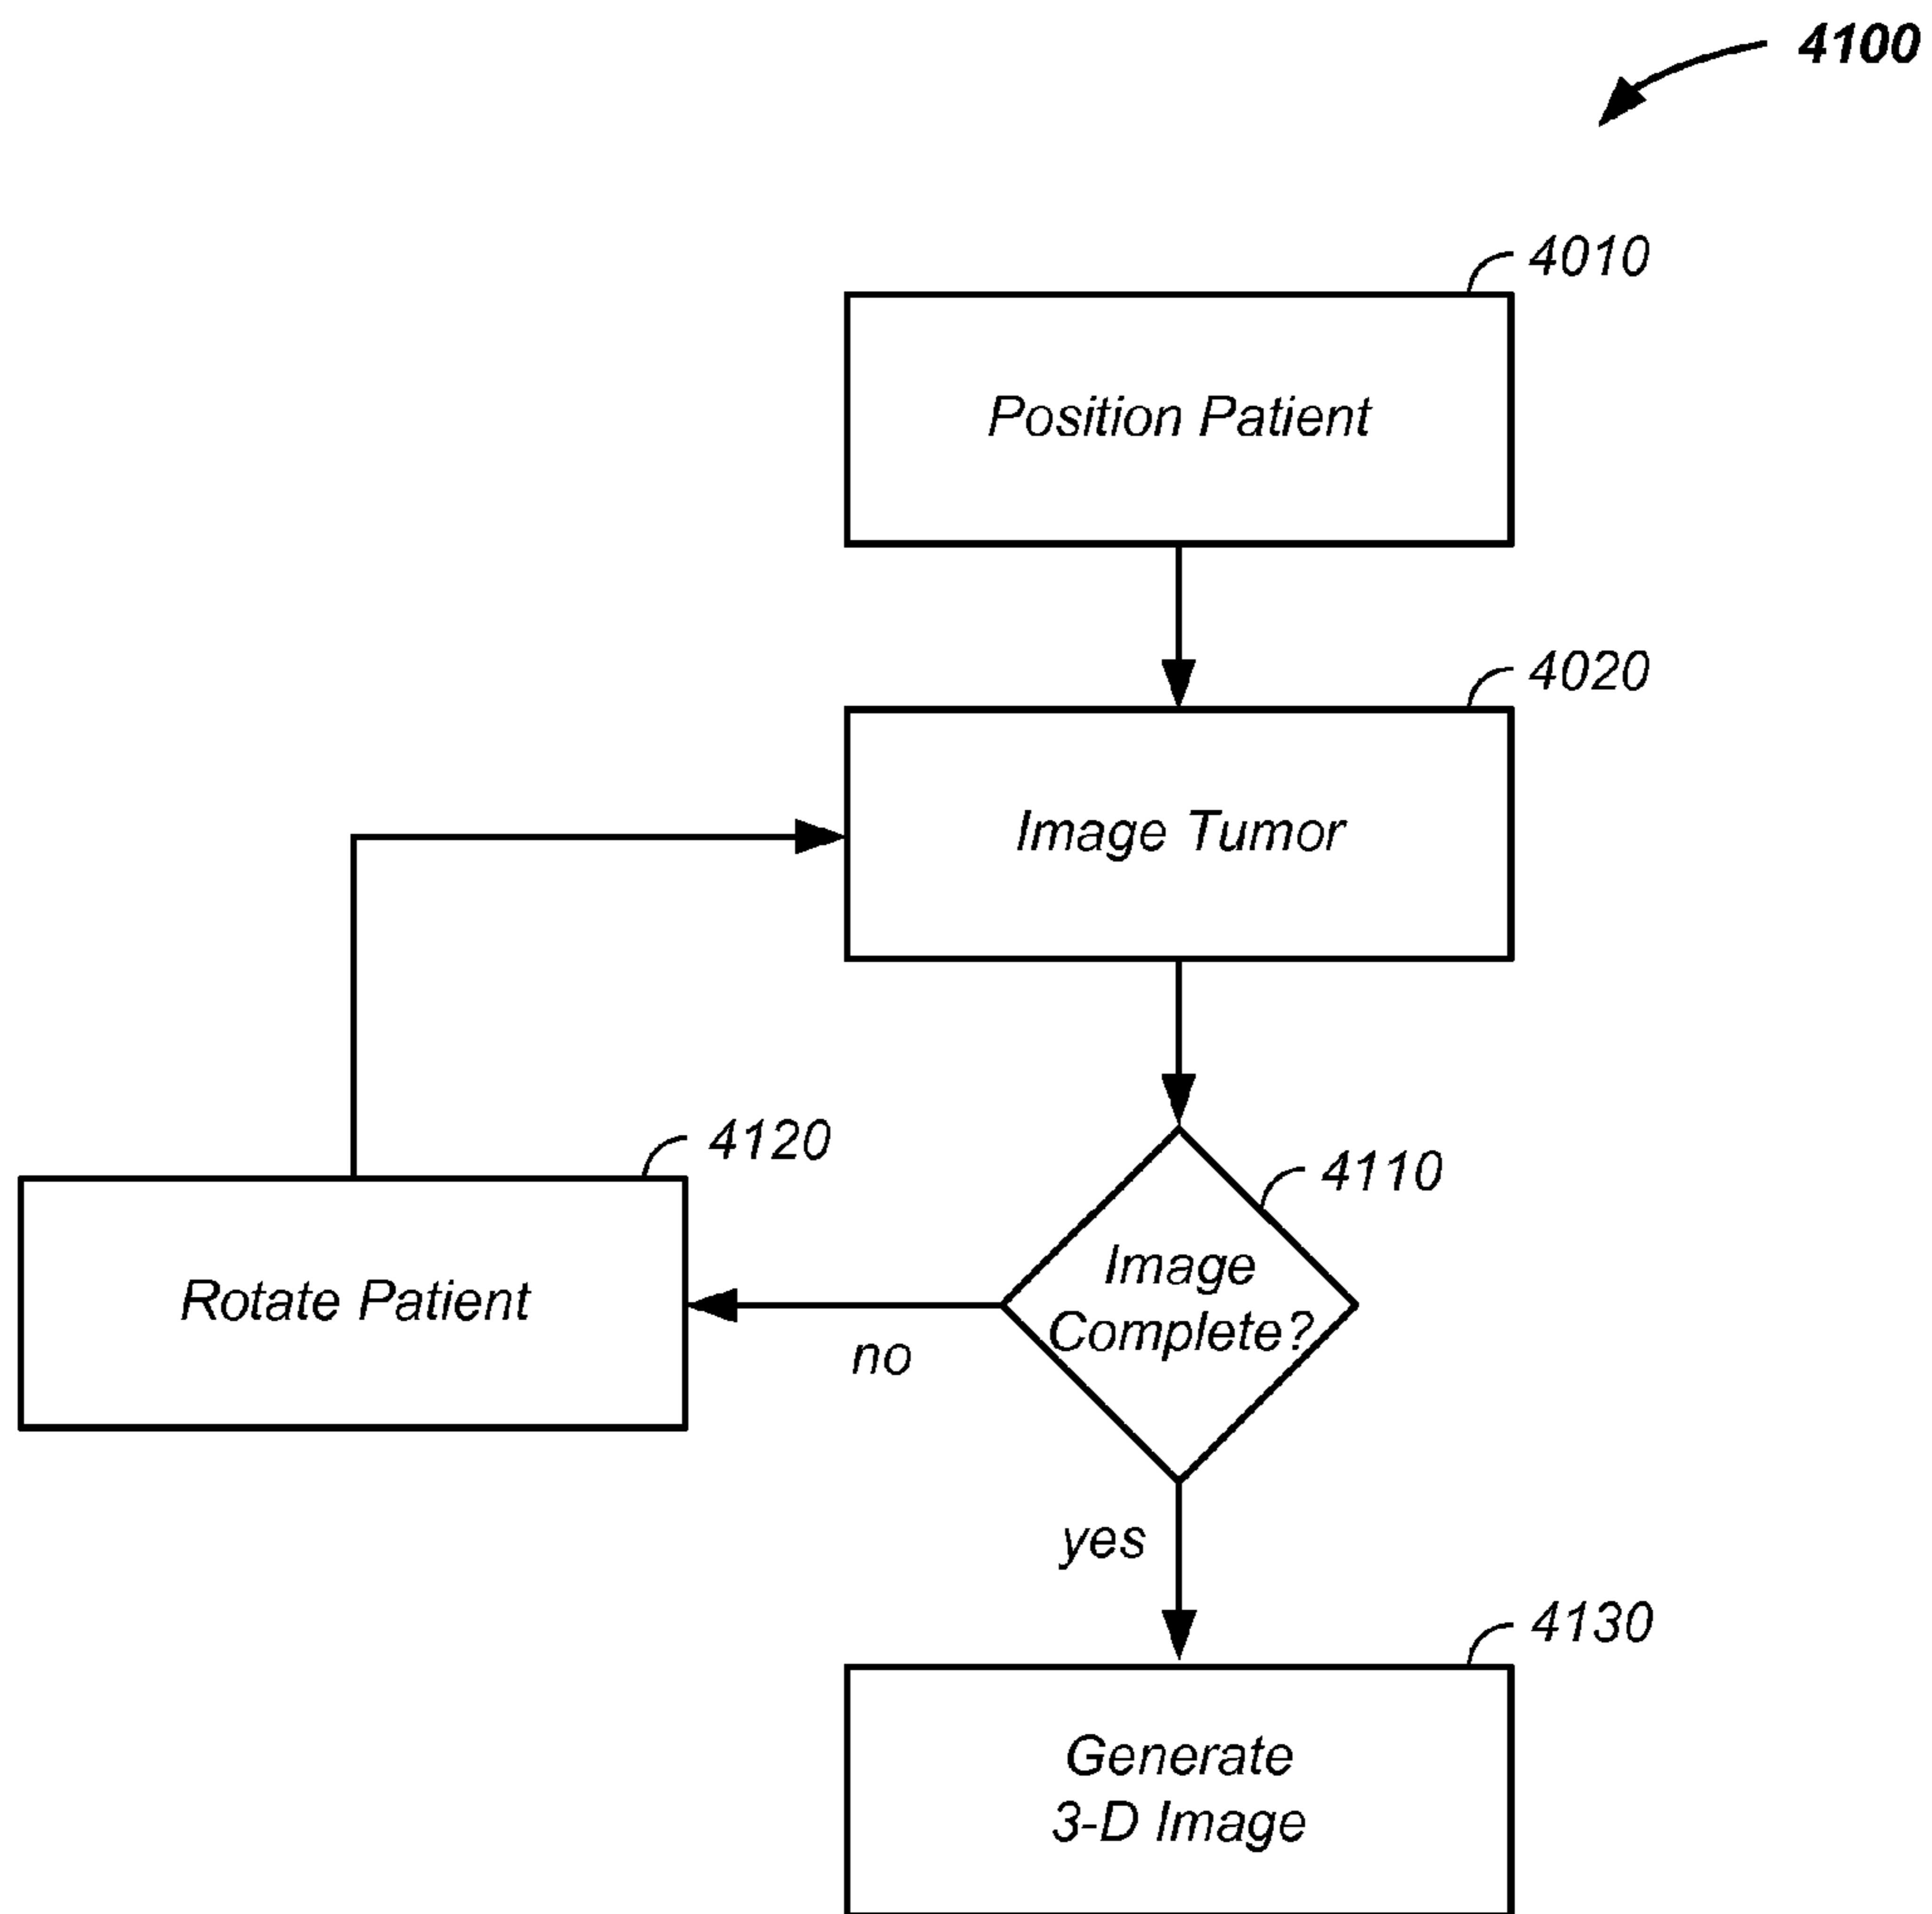 4100
4010
Position Patient
4020
Image Tumor
4120
4110
Rotate Patient
Image
Complete?
no
yes
4130
Generate
3-D Image